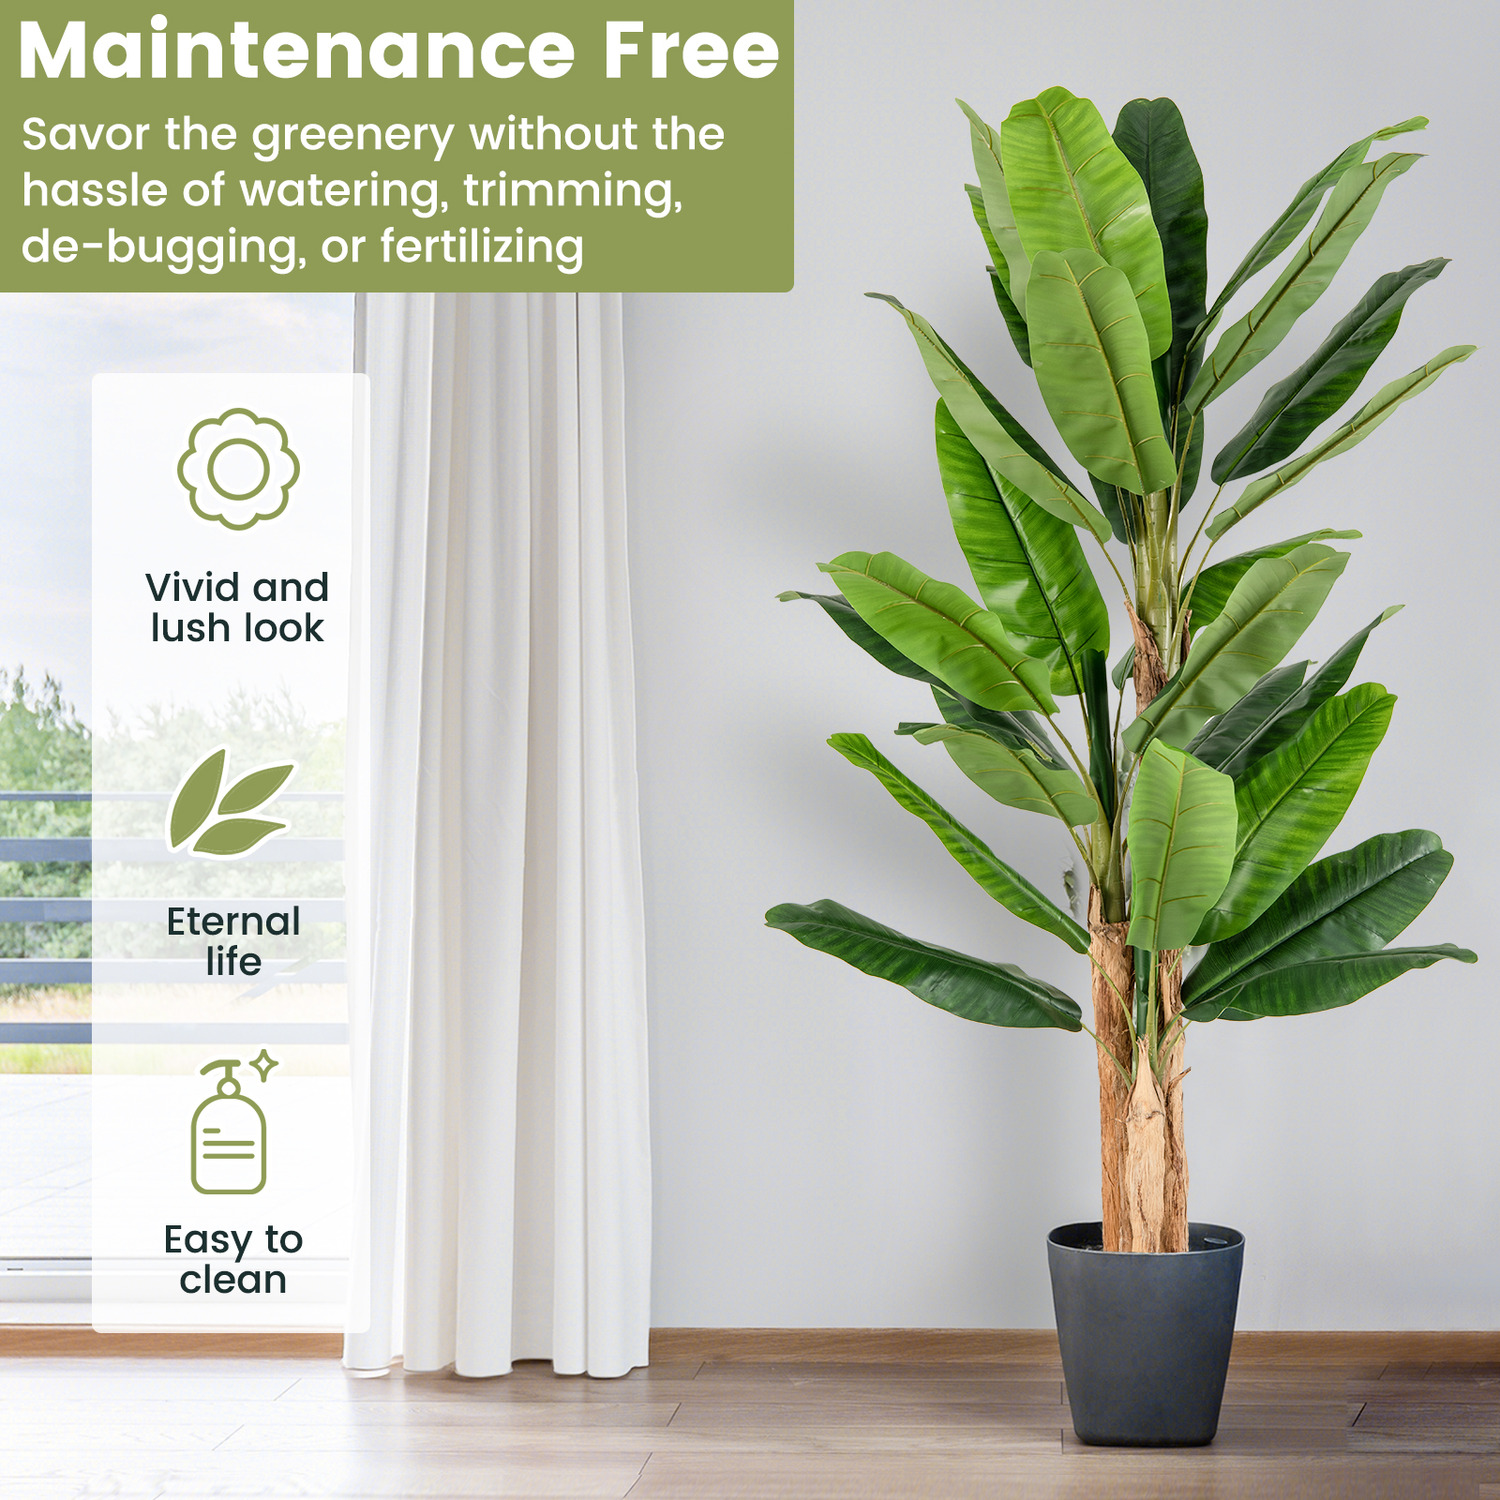 Maintenance Free
Savor the greenery without the
hassle of watering, trimming,
de-bugging, or fertilizing
Vivid and
lush look
Eternal
life
Easy to
clean